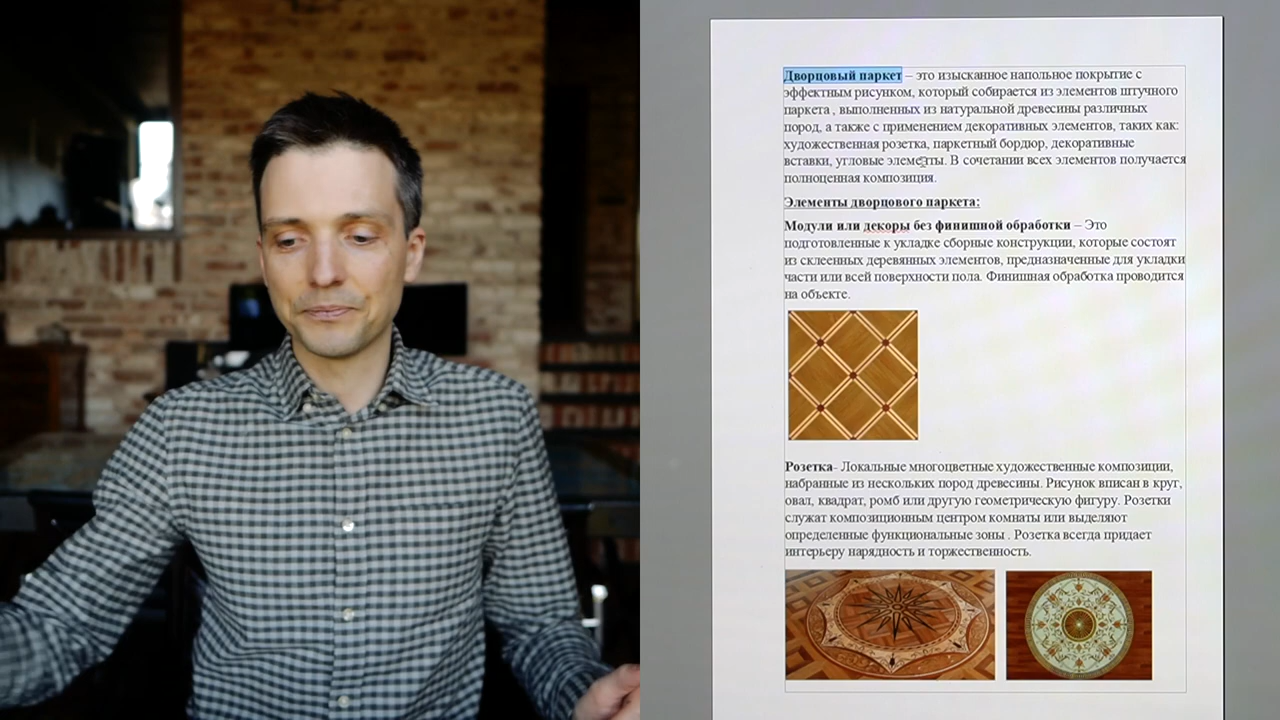 Дворцовый паркет – это изысканное напольное покрытие с
эффектным рисунком, который собирается из элементов штучного
паркета , выполненных из натуральной древесины различных
пород, а также с применением декоративных элементов, таких как:
художественная розетка, паркетный бордюр, декоративные
вставки, угловые элементы. В сочетании всех элементов получается
полноценная композиция.
Элементы дворцового паркета:
Модули или декоры без финишной обработки – Это
подготовленные к укладке сборные конструкции, которые состоят
из склеенных деревянных элементов, предназначенные для укладки
части или всей поверхности пола. Финишная обработка проводится
на объекте.
Розетка- Локальные многоцветные художественные композиции,
набранные из нескольких пород древесины. Рисунок вписан в круг,
овал, квадрат, ромб или другую геометрическую фигуру. Розетки
служат композиционным центром комнаты или выделяют
определенные функциональные зоны . Розетка всегда придает
интерьеру нарядность и торжественность.